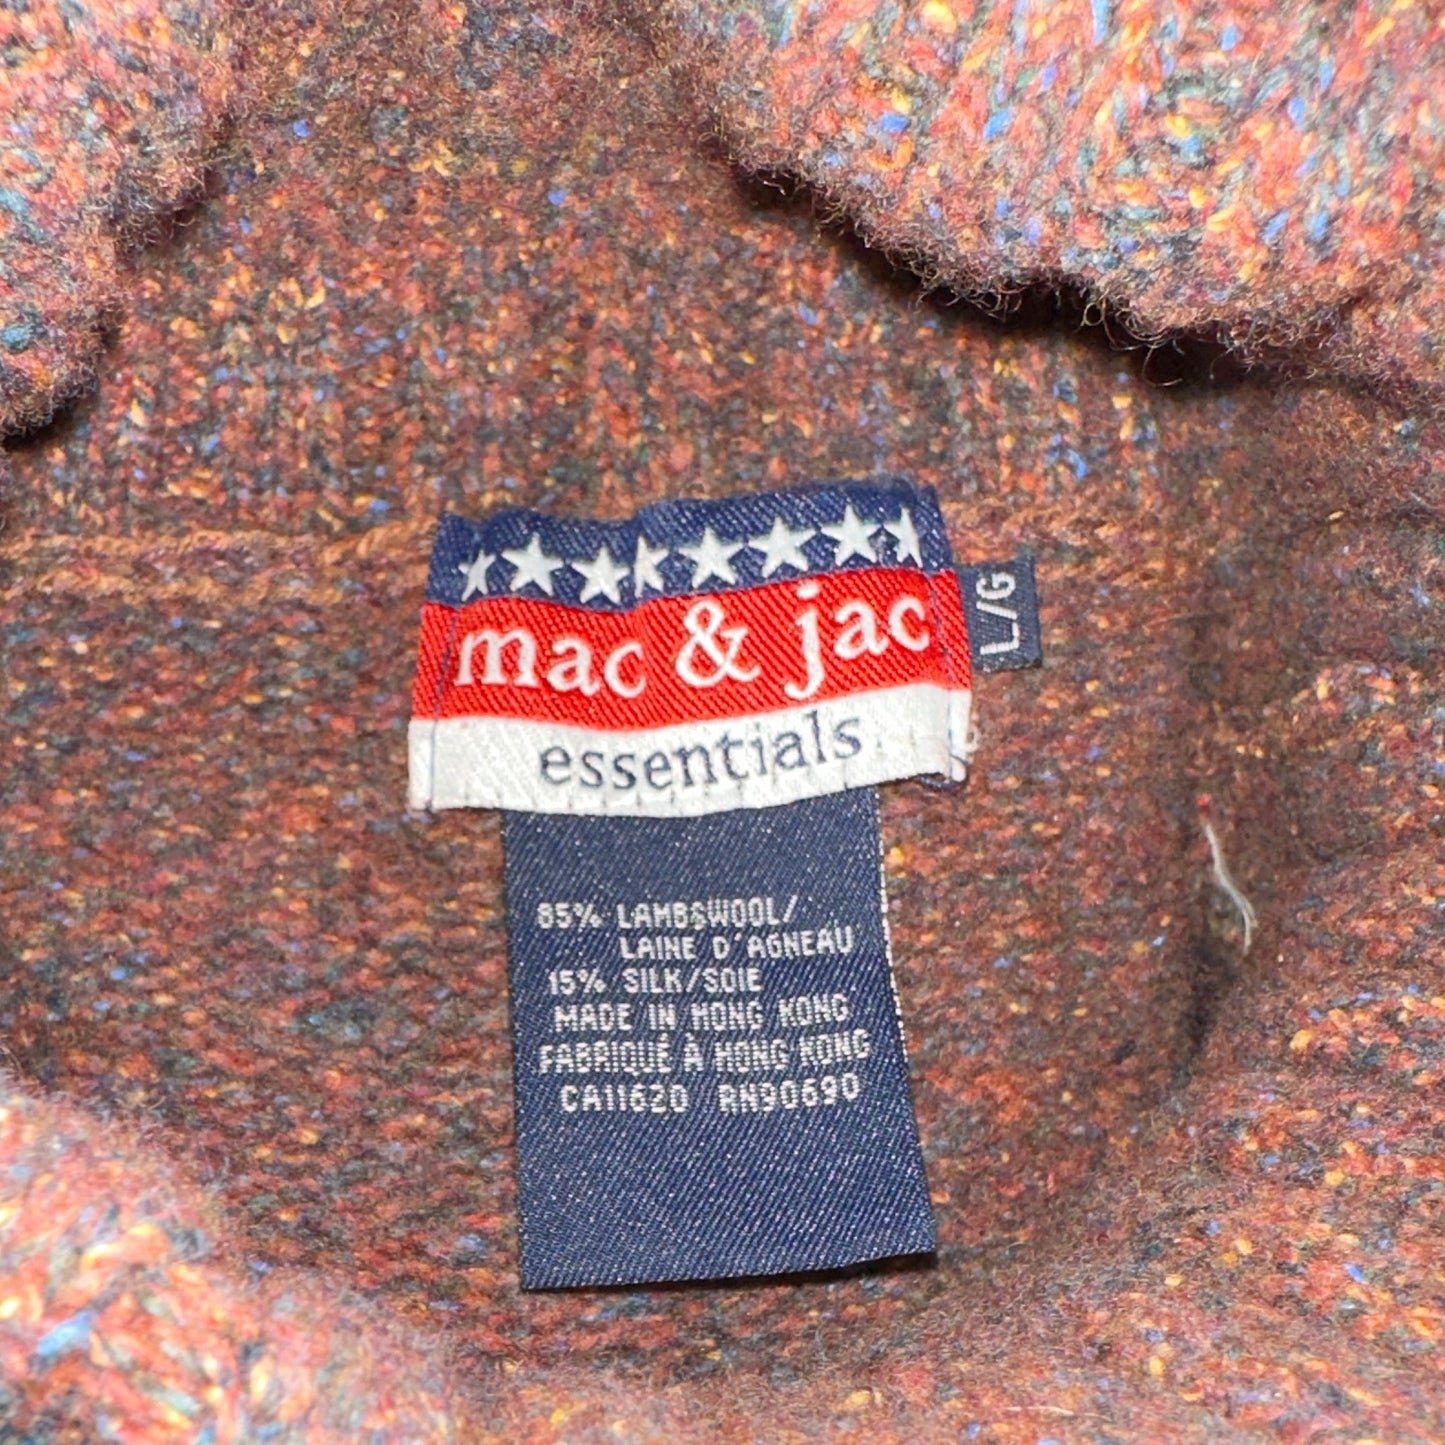 mac & jac
L/G
essentials
85% LAMBSWOOL/
LAINE D'AGNEAU
15% SILK/SOIE
MADE IN HONG KONG
FABRIQUÉ À HONG KONG
CA11620 RN90690